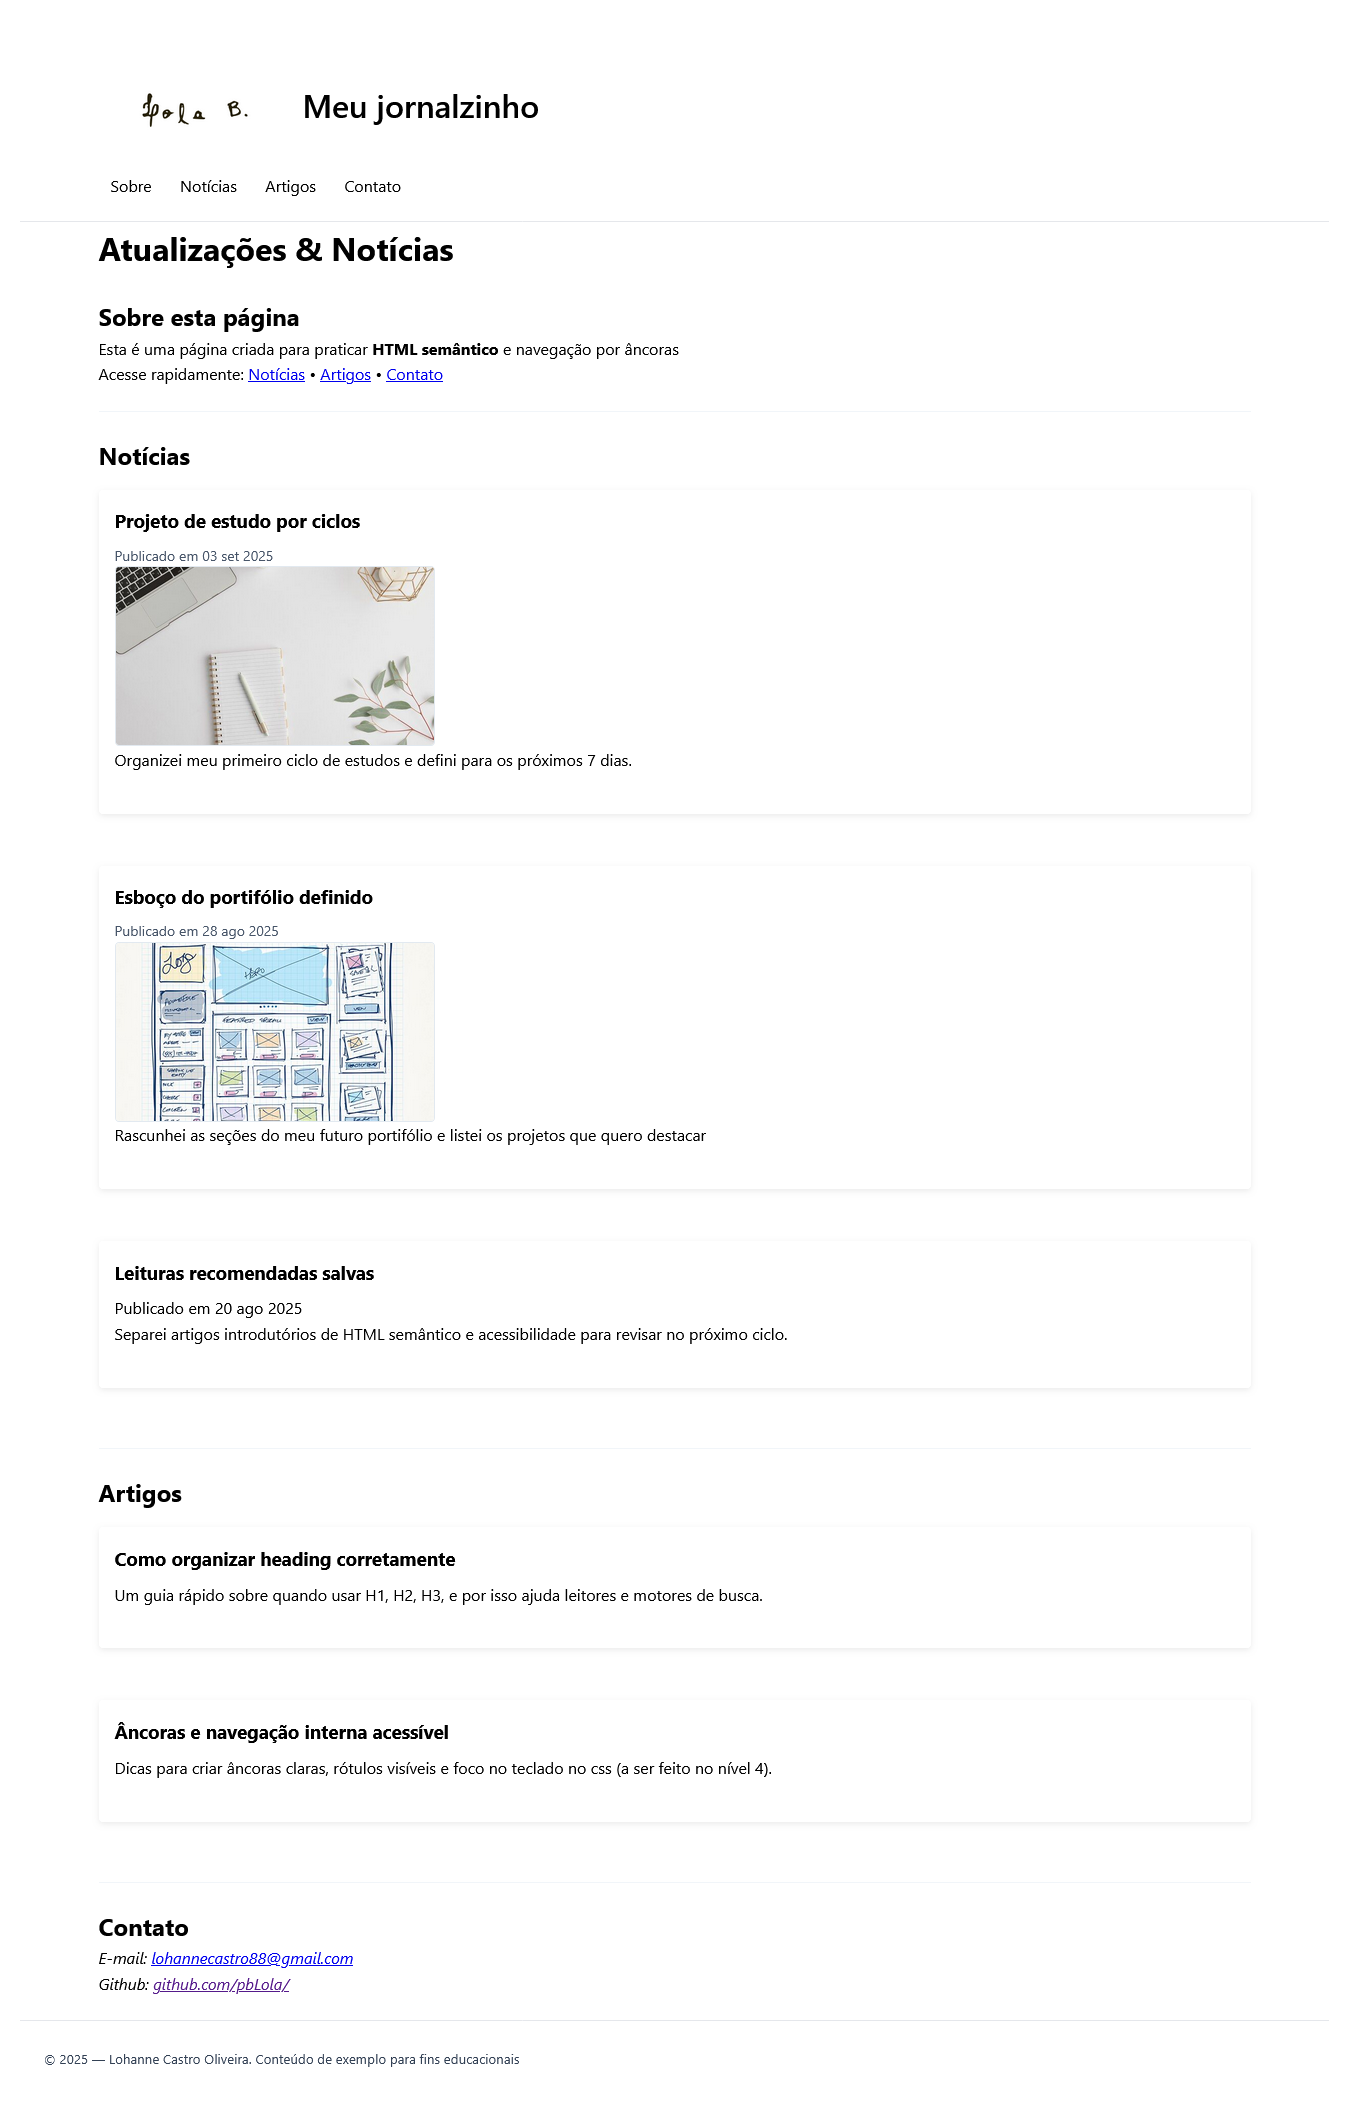 Lola B.
Meu jornalzinho
Sobre Notícias Artigos Contato
Atualizações & Notícias
Sobre esta página
Esta é uma página criada para praticar HTML semântico e navegação por âncoras
Acesse rapidamente: Notícias • Artigos • Contato
Notícias
Projeto de estudo por ciclos
Publicado em 03 set 2025
Organizei meu primeiro ciclo de estudos e defini para os próximos 7 dias.
Esboço do portifólio definido
Publicado em 28 ago 2025
Logo
HERO
VIEW
Rascunhei as seções do meu futuro portifólio e listei os projetos que quero destacar
Leituras recomendadas salvas
Publicado em 20 ago 2025
Separei artigos introdutórios de HTML semântico e acessibilidade para revisar no próximo ciclo.
Artigos
Como organizar heading corretamente
Um guia rápido sobre quando usar H1, H2, H3, e por isso ajuda leitores e motores de busca.
Âncoras e navegação interna acessível
Dicas para criar âncoras claras, rótulos visíveis e foco no teclado no css (a ser feito no nível 4).
Contato
E-mail: lohannecastro88@gmail.com
Github: github.com/pbLola/
© 2025 — Lohanne Castro Oliveira. Conteúdo de exemplo para fins educacionais